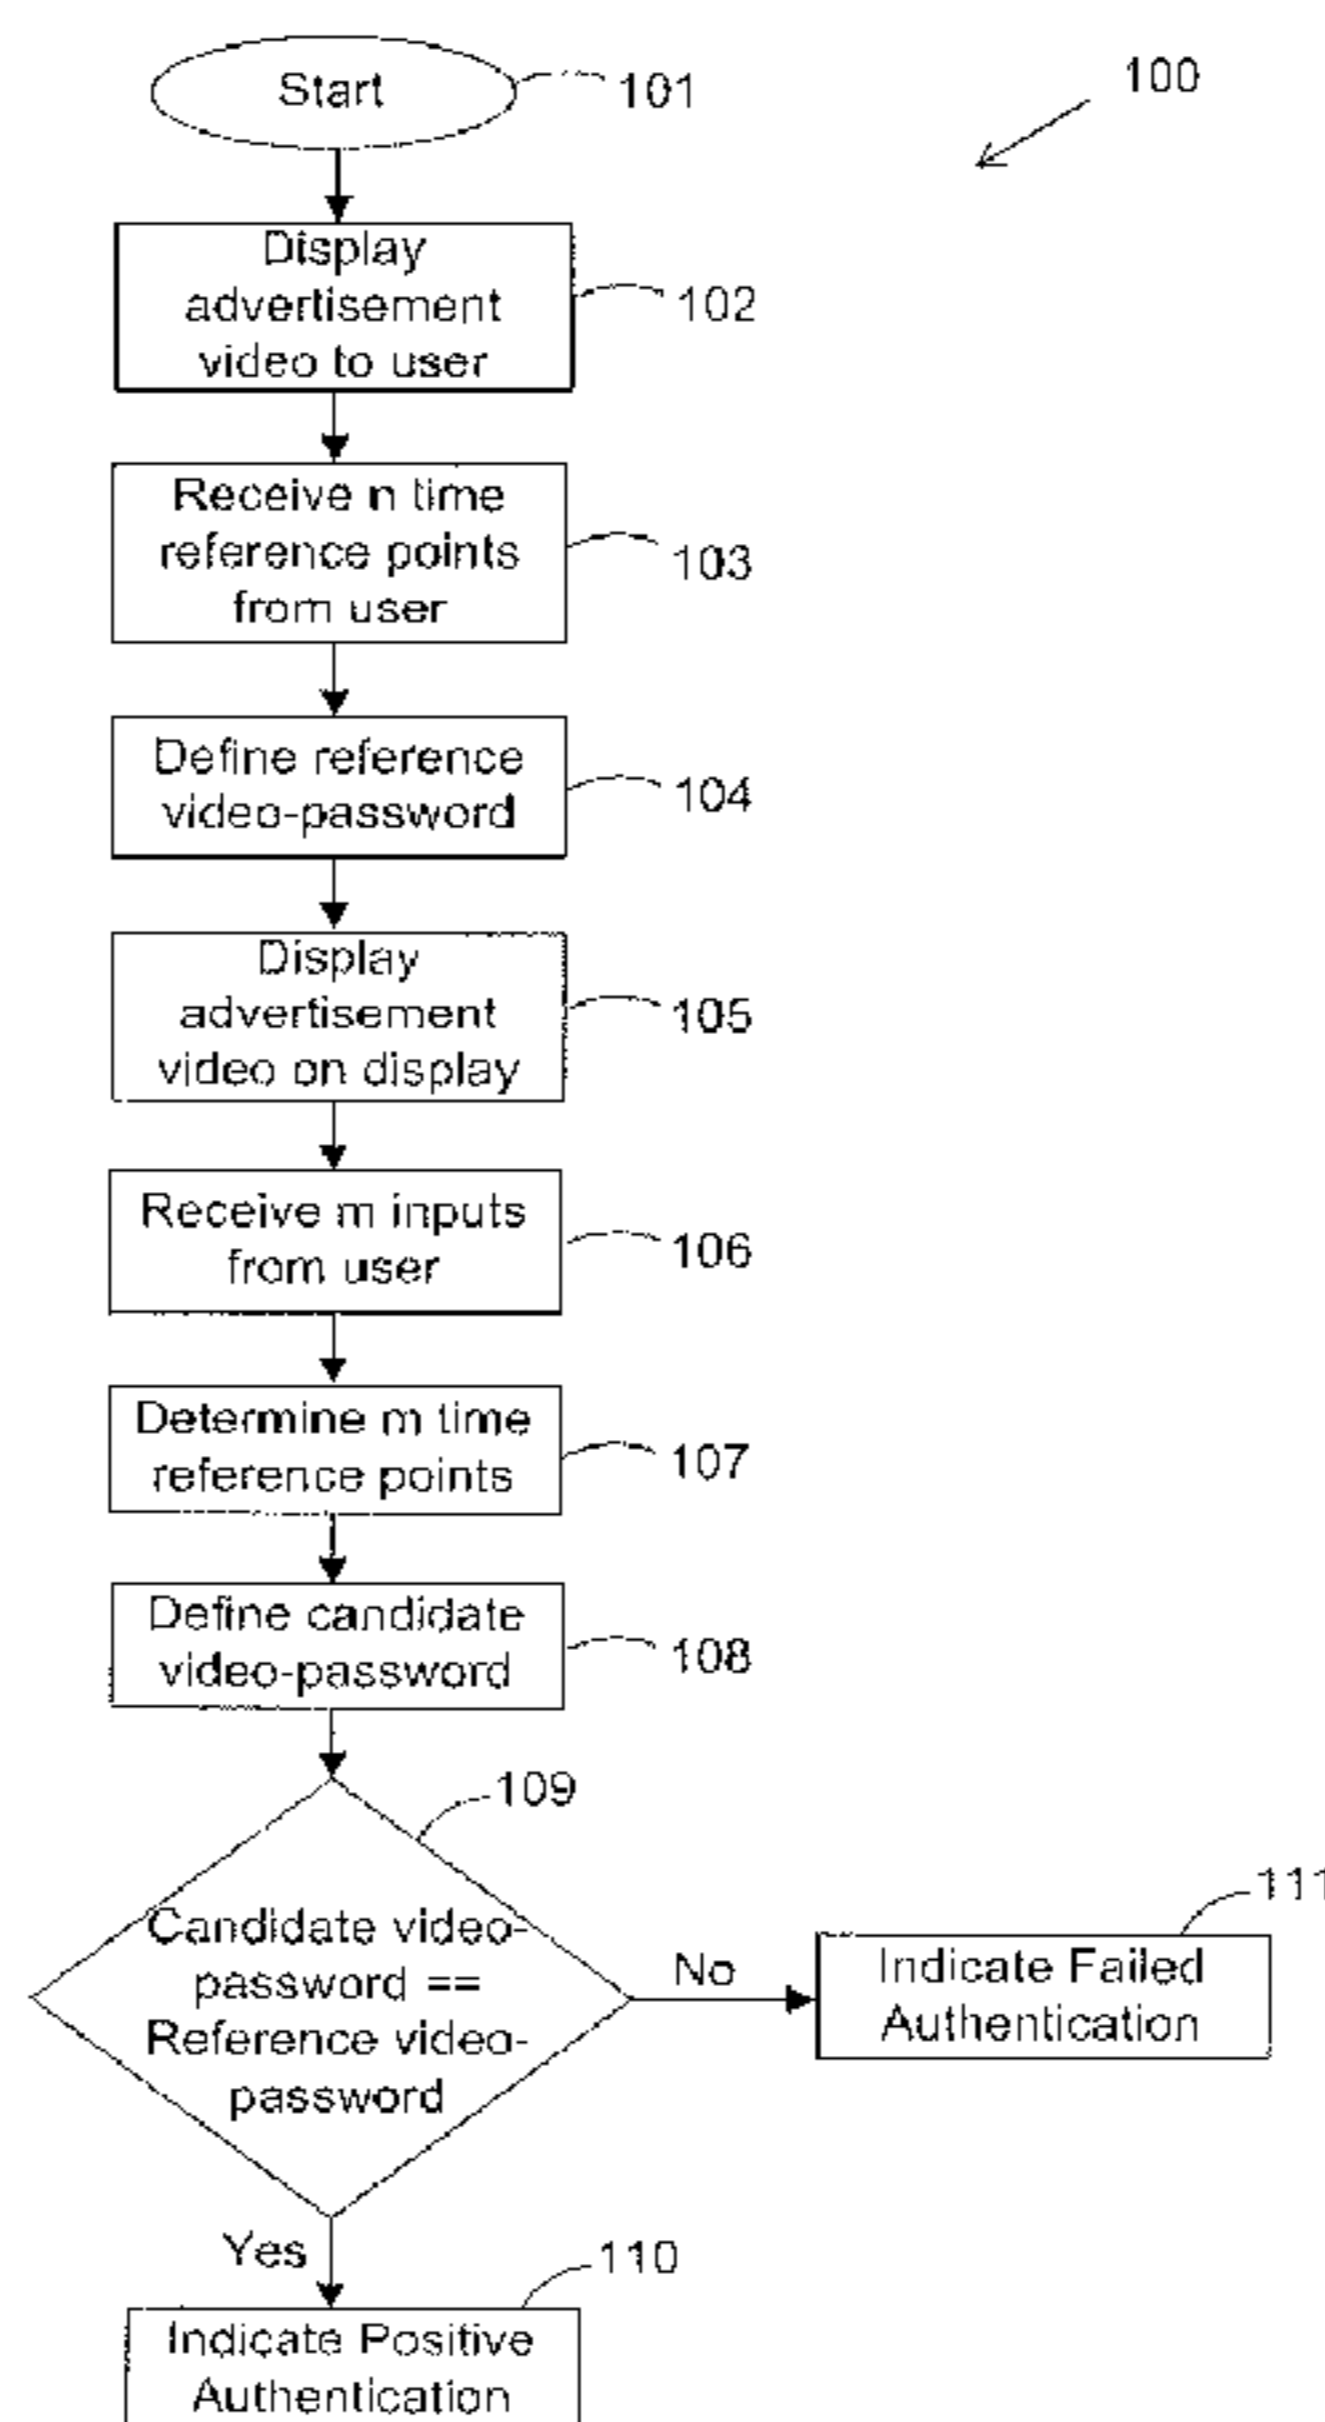 Start
101
100
Display
advertisement
video to user
102
Receive n time
reference points
from user
103
Define reference
video-password
104
Display
advertisement
video on display
105
Receive m inputs
from user
106
Determine m time
reference points
107
Define candidate
video-password
108
109
Candidate video-
password ==
Reference video-
password
No
111
Indicate Failed
Authentication
Yes
110
Indicate Positive
Authentication